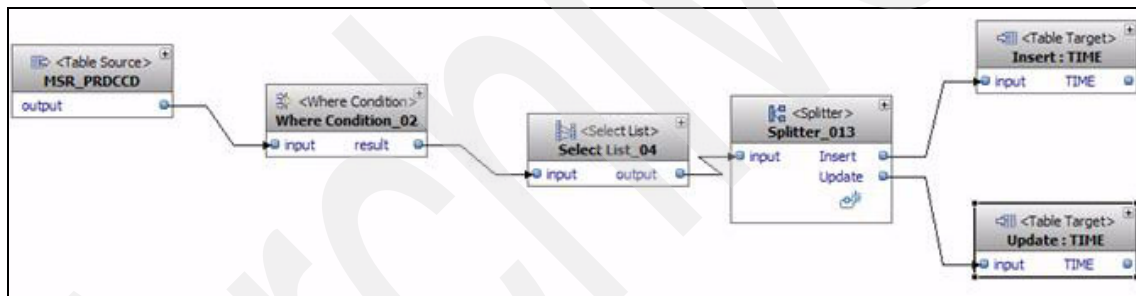 <Table Source>
MSR_PRDCCD
output
<Where Condition>
Where Condition_02
input result
<Select List>
Select List_04
input output
<Splitter>
Splitter_013
input Insert
Update
<Table Target>
Insert : TIME
input TIME
<Table Target>
Update : TIME
input TIME